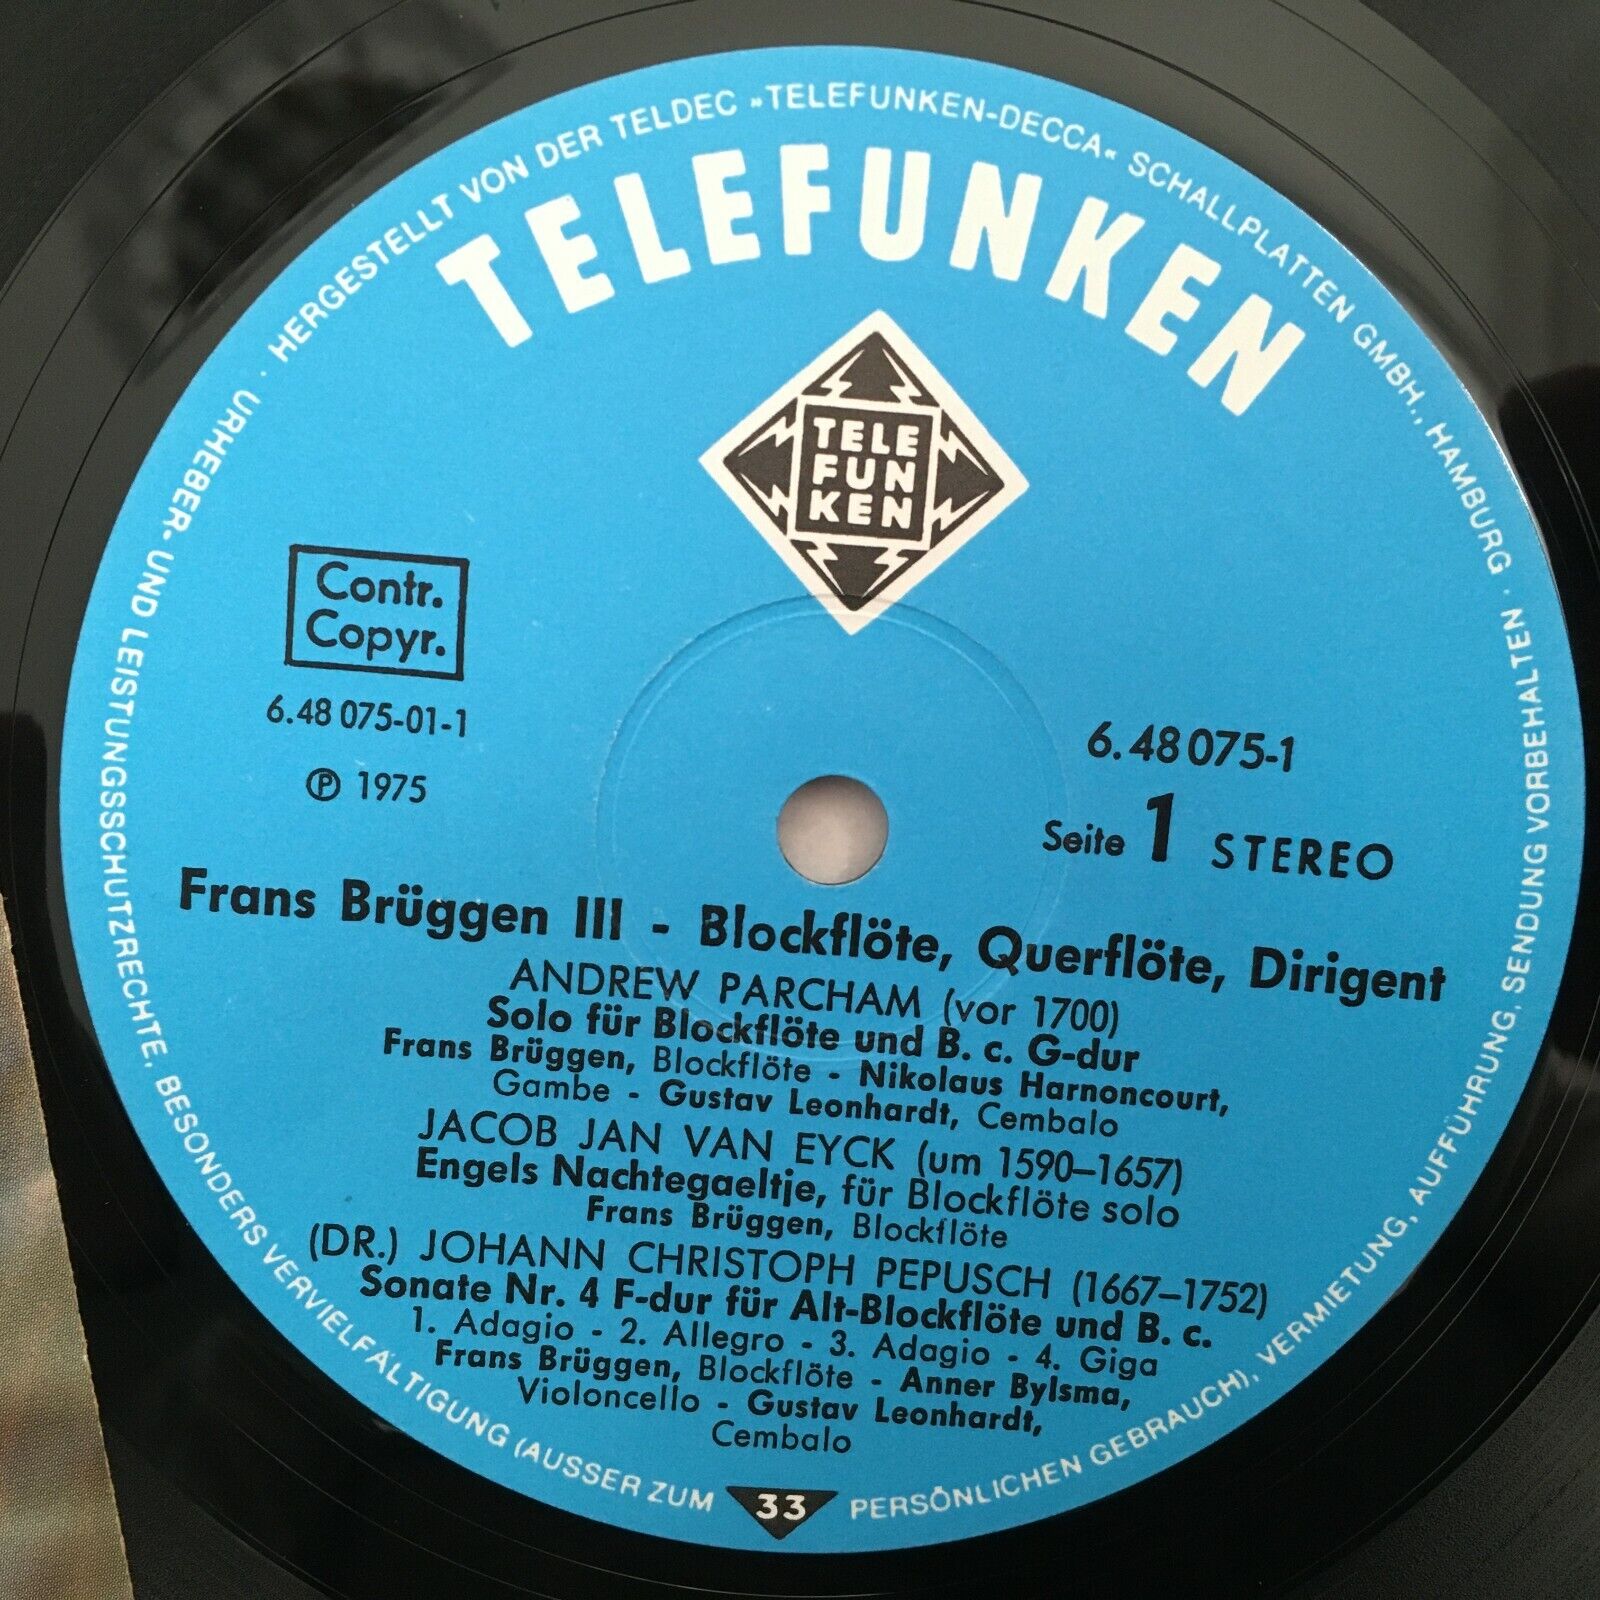 HERGESTELLT VON DER TELDEC »TELEFUNKEN-DECCA« SCHALLPLATTEN GMBH., HAMBURG · URHEBER- UND LEISTUNGSSCHUTZRECHTE, BESONDERS VERVIELFÄLTIGUNG (AUSSER ZUM PERSÖNLICHEN GEBRAUCH), VERMIETUNG, AUFFÜHRUNG, SENDUNG VORBEHALTEN ·
TELEFUNKEN
TELE
FUN
KEN
Contr.
Copyr.
6.48 075-01-1
℗ 1975
6.48 075-1
Seite 1 STEREO
Frans Brüggen III - Blockflöte, Querflöte, Dirigent
ANDREW PARCHAM (vor 1700)
Solo für Blockflöte und B. c. G-dur
Frans Brüggen, Blockflöte - Nikolaus Harnoncourt,
Gambe - Gustav Leonhardt, Cembalo
JACOB JAN VAN EYCK (um 1590–1657)
Engels Nachtegaeltje, für Blockflöte solo
Frans Brüggen, Blockflöte
(DR.) JOHANN CHRISTOPH PEPUSCH (1667–1752)
Sonate Nr. 4 F-dur für Alt-Blockflöte und B. c.
1. Adagio - 2. Allegro - 3. Adagio - 4. Giga
Frans Brüggen, Blockflöte - Anner Bylsma,
Violoncello - Gustav Leonhardt,
Cembalo
33